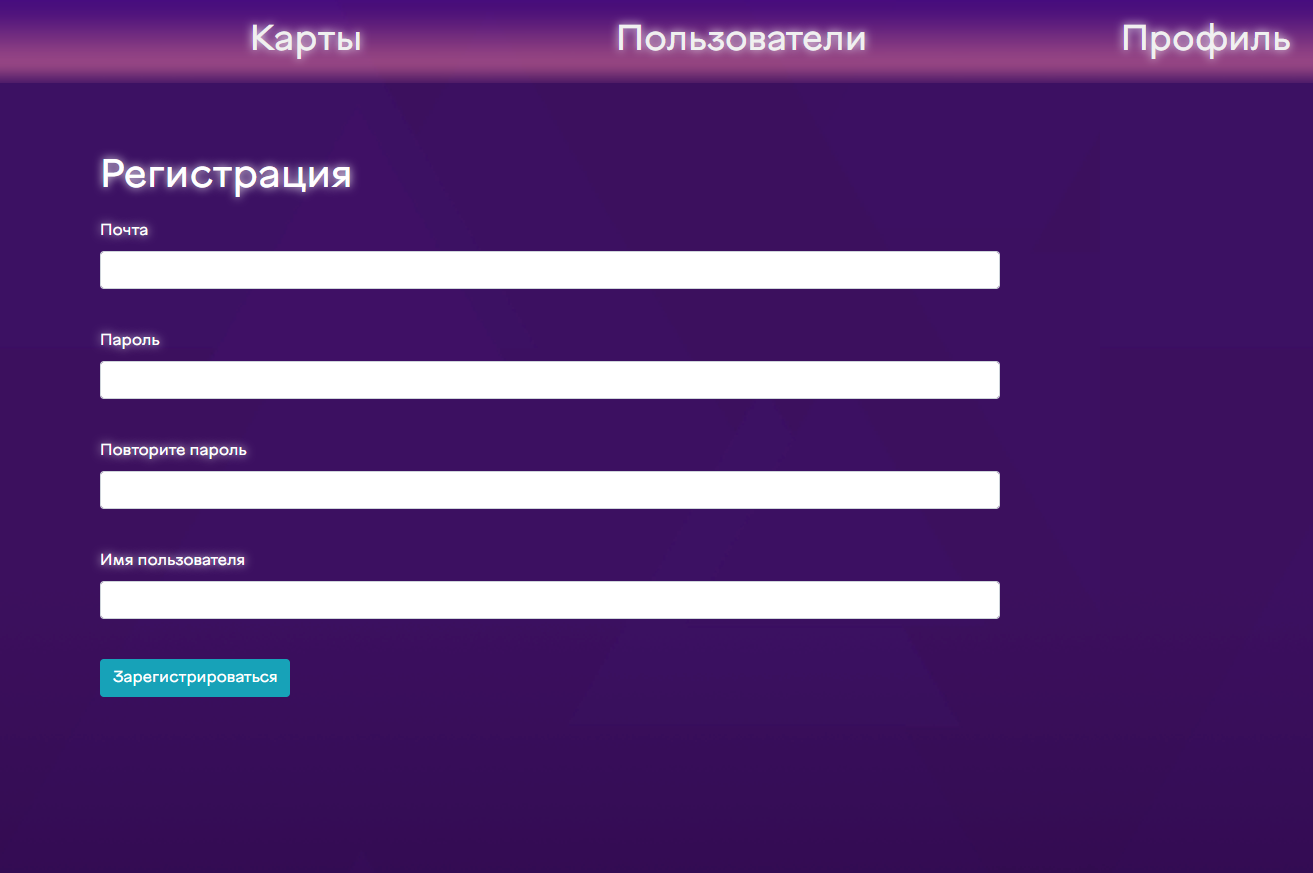 Карты Пользователи Профиль
Регистрация
Почта
Пароль
Повторите пароль
Имя пользователя
Зарегистрироваться